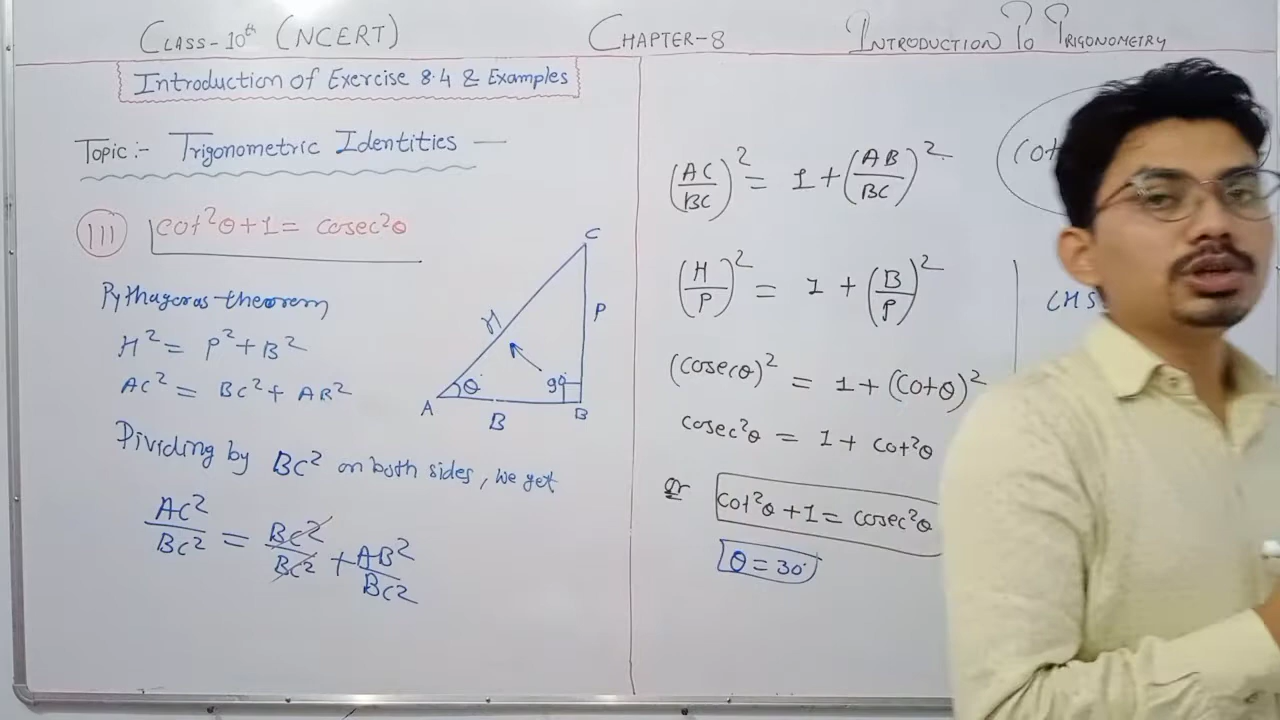 CLASS-10th (NCERT)
CHAPTER-8
INTRODUCTION TO TRIGONOMETRY
Introduction of Exercise 8.4 & Examples
Topic:- Trigonometric Identities —
III cot²θ+1= cosec²θ
Pythagoras theorem
H² = P²+B²
AC² = BC²+AB²
Dividing by BC² on both sides, we get
AC²/BC² = BC²/BC² + AB²/BC²
C
H
P
θ
90°
A
B
B
(AC/BC)² = 1+(AB/BC)²
(H/P)² = 1+(B/P)²
(cosecθ)² = 1+(cotθ)²
cosec²θ = 1+cot²θ
or cot²θ+1= cosec²θ
θ=30°
(cot
LHS